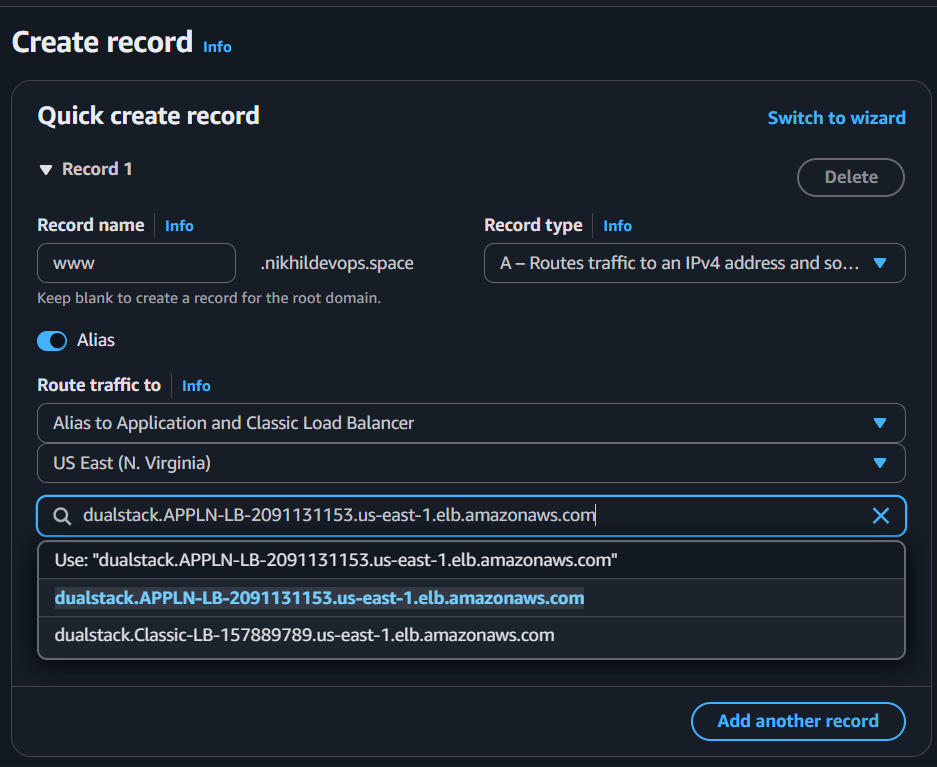 Create record Info
Quick create record
Switch to wizard
Record 1
Delete
Record name Info
Record type Info
www .nikhildevops.space
A – Routes traffic to an IPv4 address and so...
Keep blank to create a record for the root domain.
Alias
Route traffic to Info
Alias to Application and Classic Load Balancer
US East (N. Virginia)
dualstack.APPLN-LB-2091131153.us-east-1.elb.amazonaws.com
Use: "dualstack.APPLN-LB-2091131153.us-east-1.elb.amazonaws.com"
dualstack.APPLN-LB-2091131153.us-east-1.elb.amazonaws.com
dualstack.Classic-LB-157889789.us-east-1.elb.amazonaws.com
Add another record